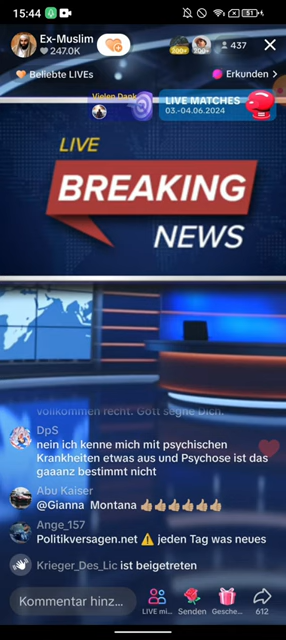 15:44
51
Ex-Muslim
247.0K
700+
700+
437
Beliebte LIVEs
Erkunden
Vielen Dank
LIVE MATCHES
03.-04.06.2024
LIVE
BREAKING
NEWS
vollkommen recht. Gott segne Dich.
DpS
nein ich kenne mich mit psychischen
Krankheiten etwas aus und Psychose ist das
gaaanz bestimmt nicht
Abu Kaiser
@Gianna Montana 👍🏼👍🏼👍🏼👍🏼👍🏼👍🏼
Ange_157
Politikversagen.net ⚠️ jeden Tag was neues
Krieger_Des_Lic ist beigetreten
Kommentar hinz...
LIVE mi...
Senden
Gesche...
612